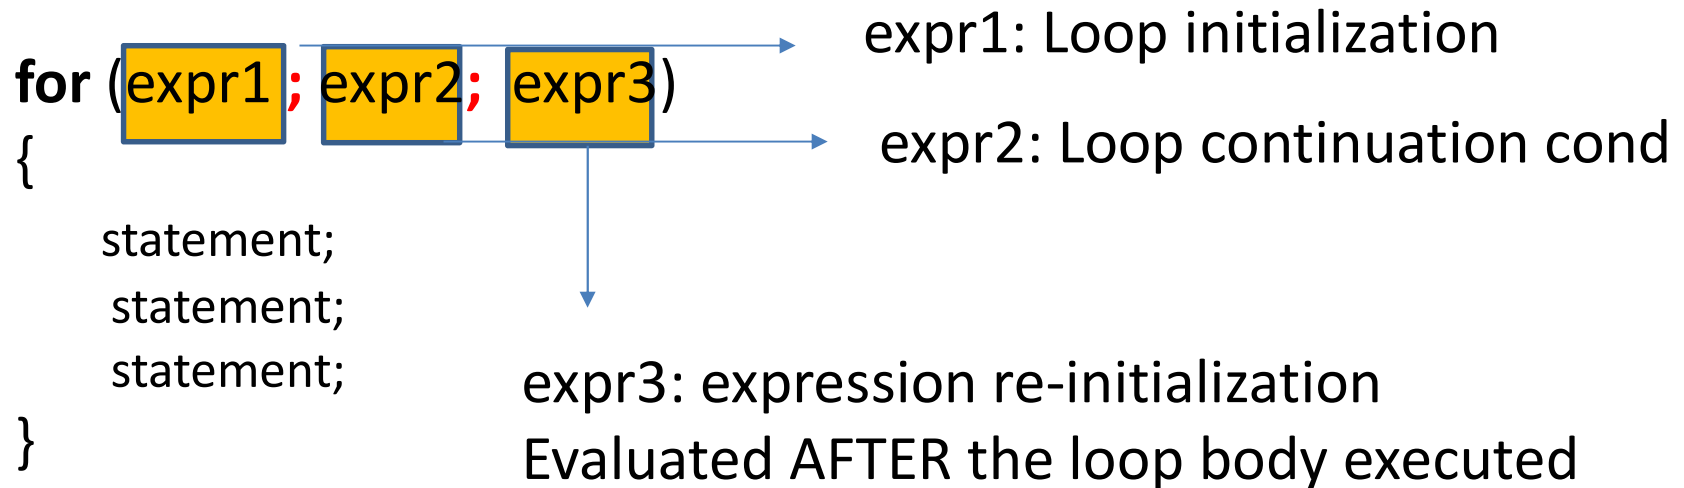 expr1: Loop initialization
for (expr1 ; expr2; expr3)
expr2: Loop continuation cond
{
statement;
statement;
statement;
expr3: expression re-initialization
}
Evaluated AFTER the loop body executed